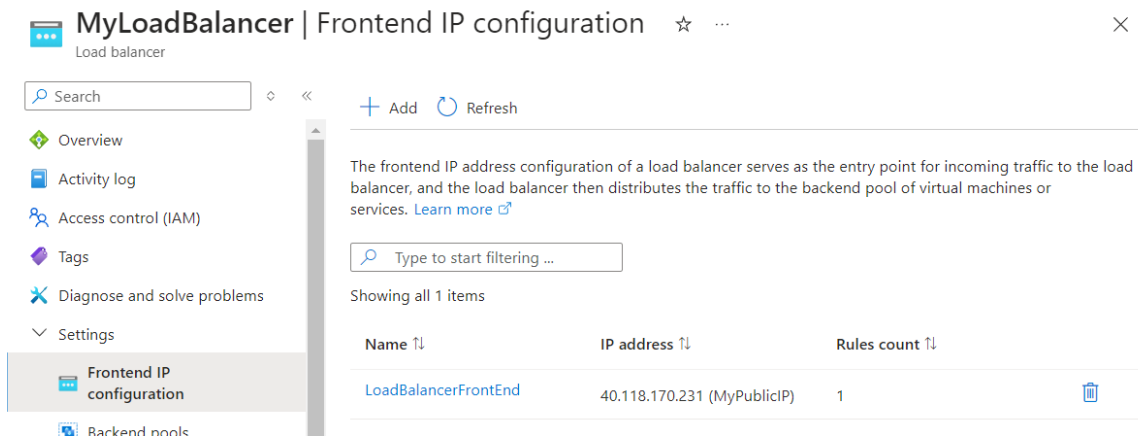 MyLoadBalancer | Frontend IP configuration
Load balancer
Search
Overview
Activity log
Access control (IAM)
Tags
Diagnose and solve problems
Settings
Frontend IP
configuration
Backend pools
Add Refresh
The frontend IP address configuration of a load balancer serves as the entry point for incoming traffic to the load
balancer, and the load balancer then distributes the traffic to the backend pool of virtual machines or
services. Learn more
Type to start filtering ...
Showing all 1 items
Name IP address Rules count
LoadBalancerFrontEnd 40.118.170.231 (MyPublicIP) 1